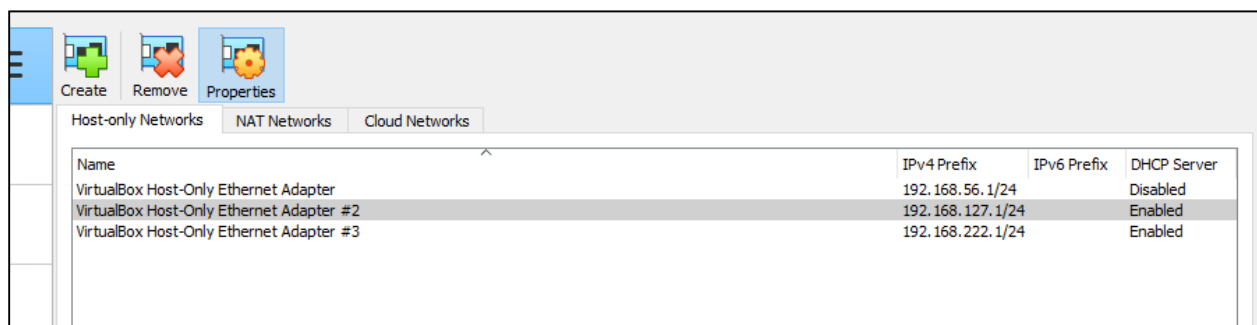 Create Remove Properties
Host-only Networks NAT Networks Cloud Networks
Name IPv4 Prefix IPv6 Prefix DHCP Server
VirtualBox Host-Only Ethernet Adapter 192.168.56.1/24 Disabled
VirtualBox Host-Only Ethernet Adapter #2 192.168.127.1/24 Enabled
VirtualBox Host-Only Ethernet Adapter #3 192.168.222.1/24 Enabled